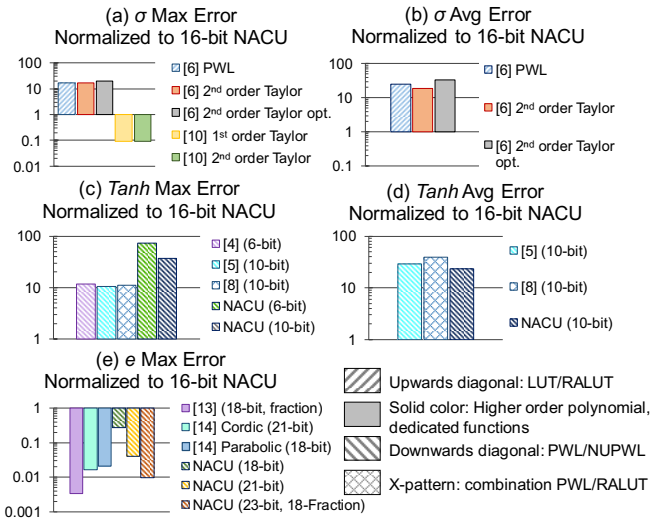 (a) σ Max Error
Normalized to 16-bit NACU
100
10
1
0.1
0.01
[6] PWL
[6] 2nd order Taylor
[6] 2nd order Taylor opt.
[10] 1st order Taylor
[10] 2nd order Taylor
(b) σ Avg Error
Normalized to 16-bit NACU
100
10
1
0.1
[6] PWL
[6] 2nd order Taylor
[6] 2nd order Taylor
opt.
(c) Tanh Max Error
Normalized to 16-bit NACU
100
10
1
[4] (6-bit)
[5] (10-bit)
[8] (10-bit)
NACU (6-bit)
NACU (10-bit)
(d) Tanh Avg Error
Normalized to 16-bit NACU
100
10
1
[5] (10-bit)
[8] (10-bit)
NACU (10-bit)
(e) e Max Error
Normalized to 16-bit NACU
1
0.1
0.01
0.001
[13] (18-bit, fraction)
[14] Cordic (21-bit)
[14] Parabolic (18-bit)
NACU (18-bit)
NACU (21-bit)
NACU (23-bit, 18-Fraction)
Upwards diagonal: LUT/RALUT
Solid color: Higher order polynomial,
dedicated functions
Downwards diagonal: PWL/NUPWL
X-pattern: combination PWL/RALUT